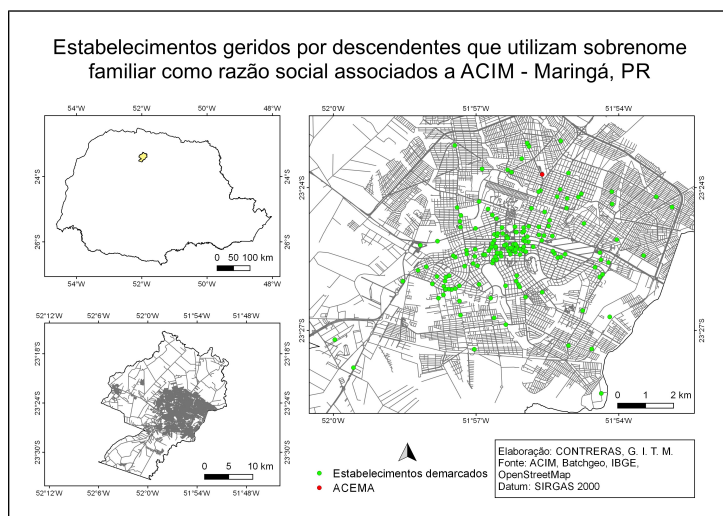 Estabelecimentos geridos por descendentes que utilizam sobrenome
familiar como razão social associados a ACIM - Maringá, PR
54°W 52°W 50°W 48°W
24°S
26°S
0 50 100 km
52°12'W 52°6'W 52°0'W 51°54'W 51°48'W
23°18'S
23°24'S
23°30'S
0 5 10 km
52°12'W 52°6'W 52°0'W 51°54'W 51°48'W
52°0'W 51°57'W 51°54'W
23°24'S
23°27'S
0 1 2 km
52°0'W 51°57'W 51°54'W
Estabelecimentos demarcados
ACEMA
Elaboração: CONTRERAS, G. I. T. M.
Fonte: ACIM, Batchgeo, IBGE,
OpenStreetMap
Datum: SIRGAS 2000